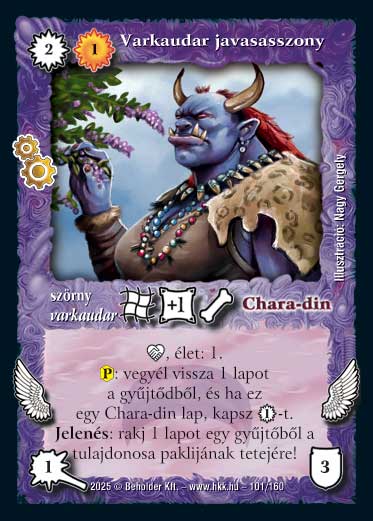 2 1 Varkaudar javasasszony
Illusztráció: Nagy Gergely
szörny
varkaudar +1 Chara-din
, élet: 1.
P: vegyél vissza 1 lapot
a gyűjtődből, és ha ez
egy Chara-din lap, kapsz 1-t.
Jelenés: rakj 1 lapot egy gyűjtőből a
tulajdonosa paklijának tetejére!
1 3
2025 © Beholder Kft. – www.hkk.hu – 101/160